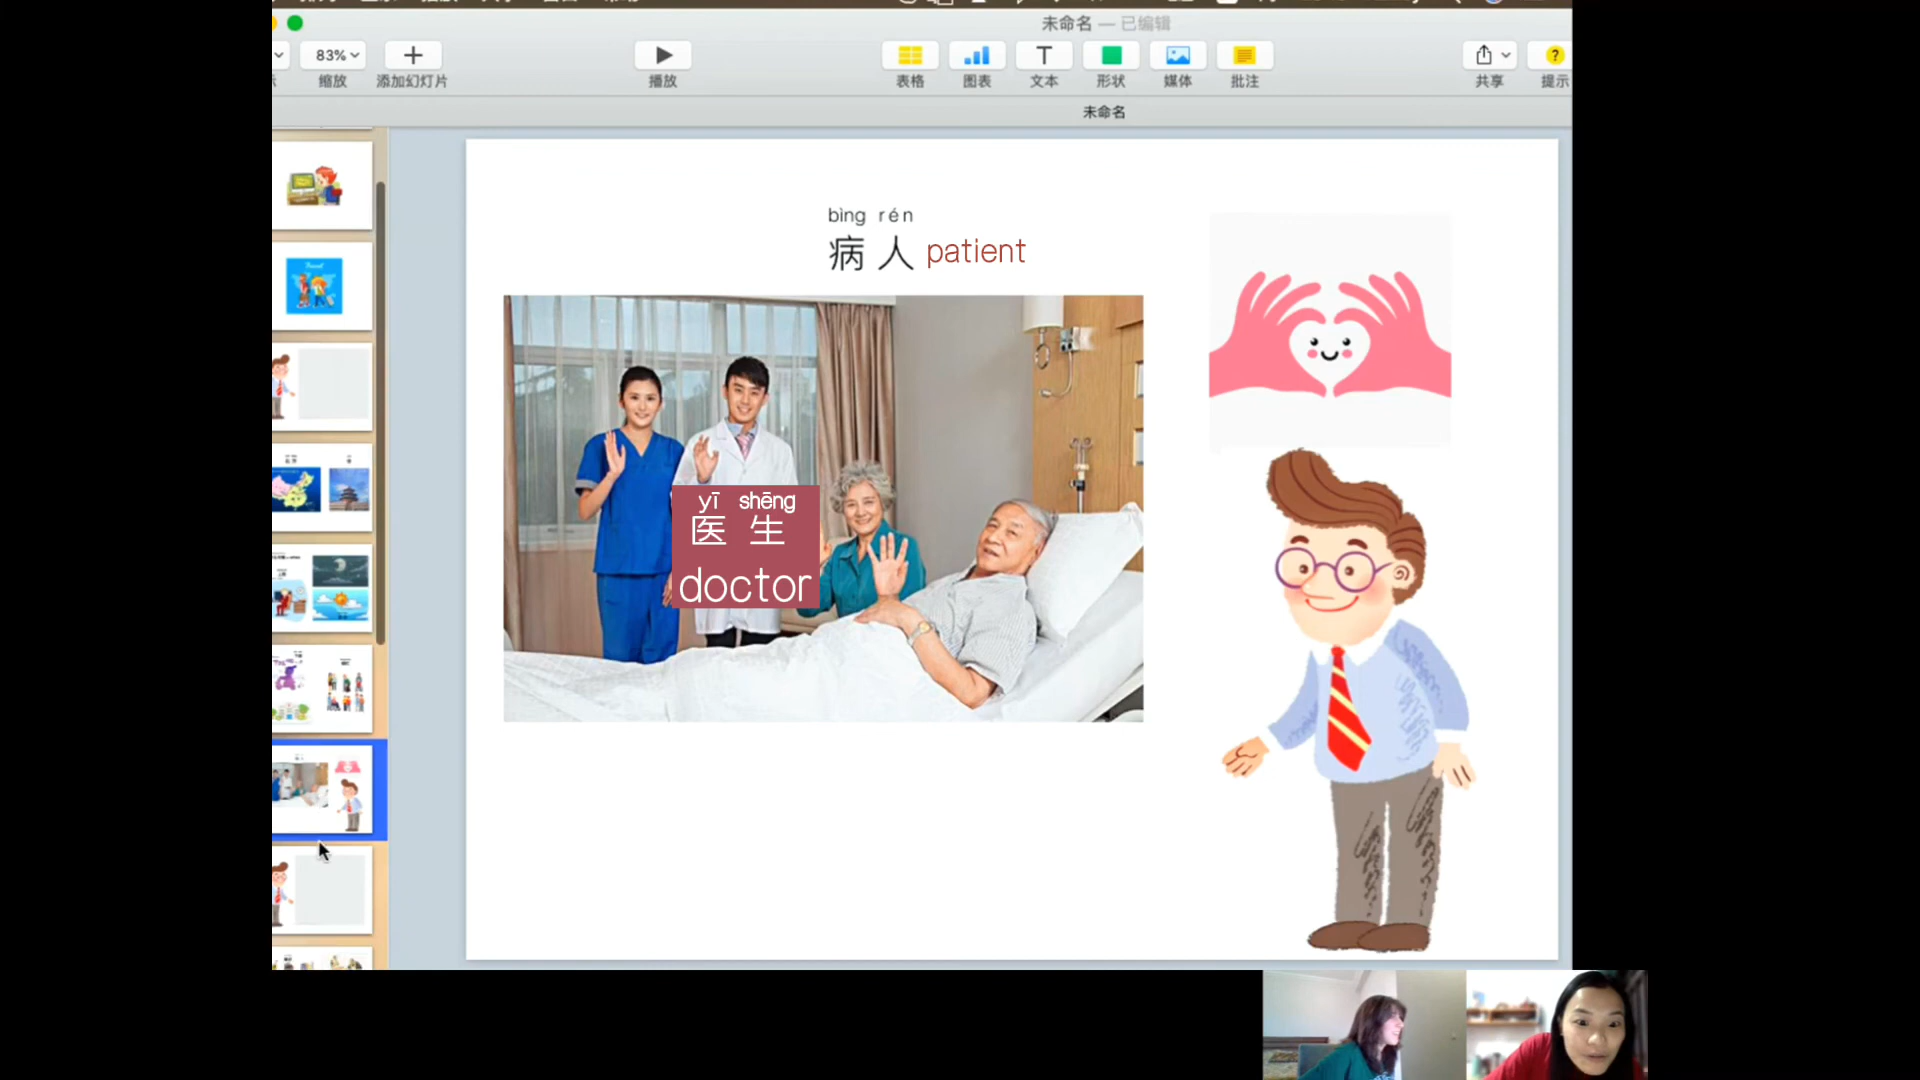 未命名 — 已编辑
83%
缩放
添加幻灯片
播放
表格
图表
文本
形状
媒体
批注
共享
提示
未命名
bìng rén
病人 patient
yī shēng
医生
doctor